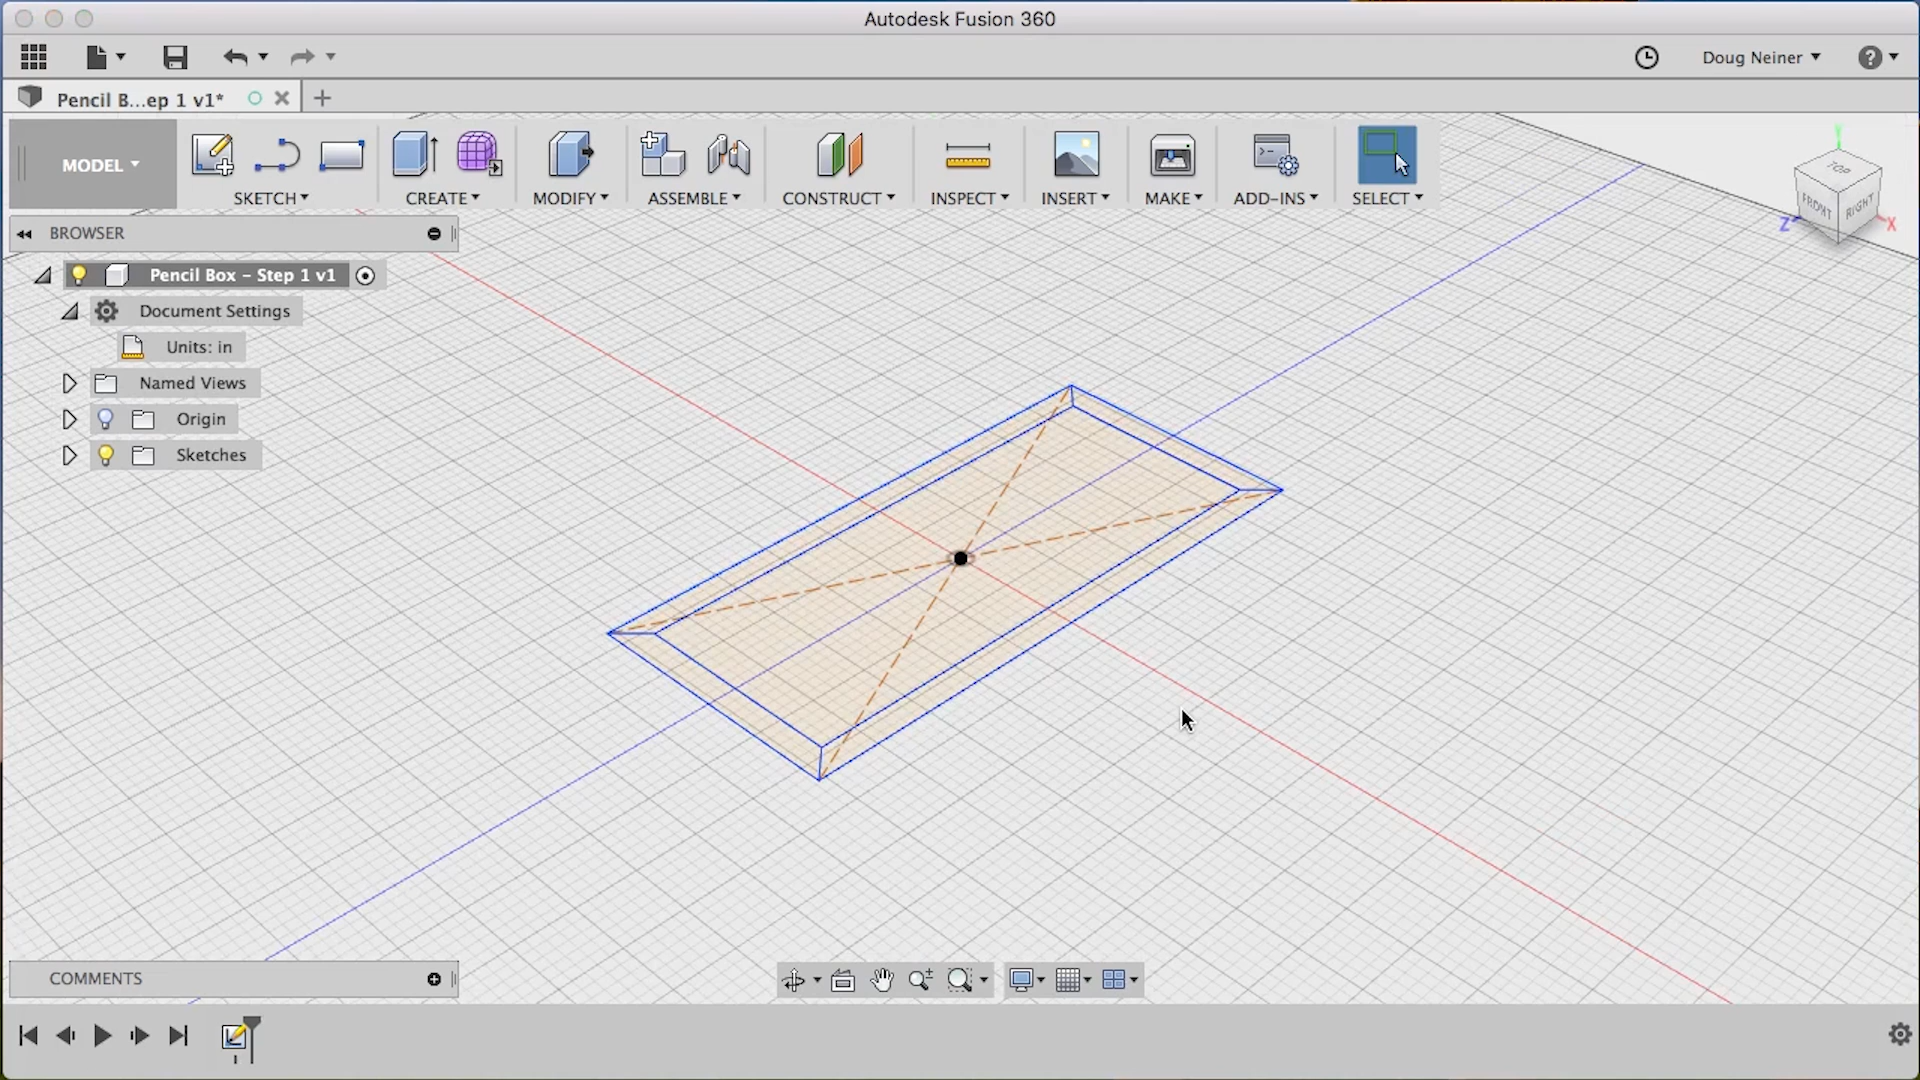 Autodesk Fusion 360
Doug Neiner
Pencil B...ep 1 v1*
MODEL
SKETCH
CREATE
MODIFY
ASSEMBLE
CONSTRUCT
INSPECT
INSERT
MAKE
ADD-INS
SELECT
TOP
FRONT
RIGHT
Z
X
BROWSER
Pencil Box – Step 1 v1
Document Settings
Units: in
Named Views
Origin
Sketches
COMMENTS